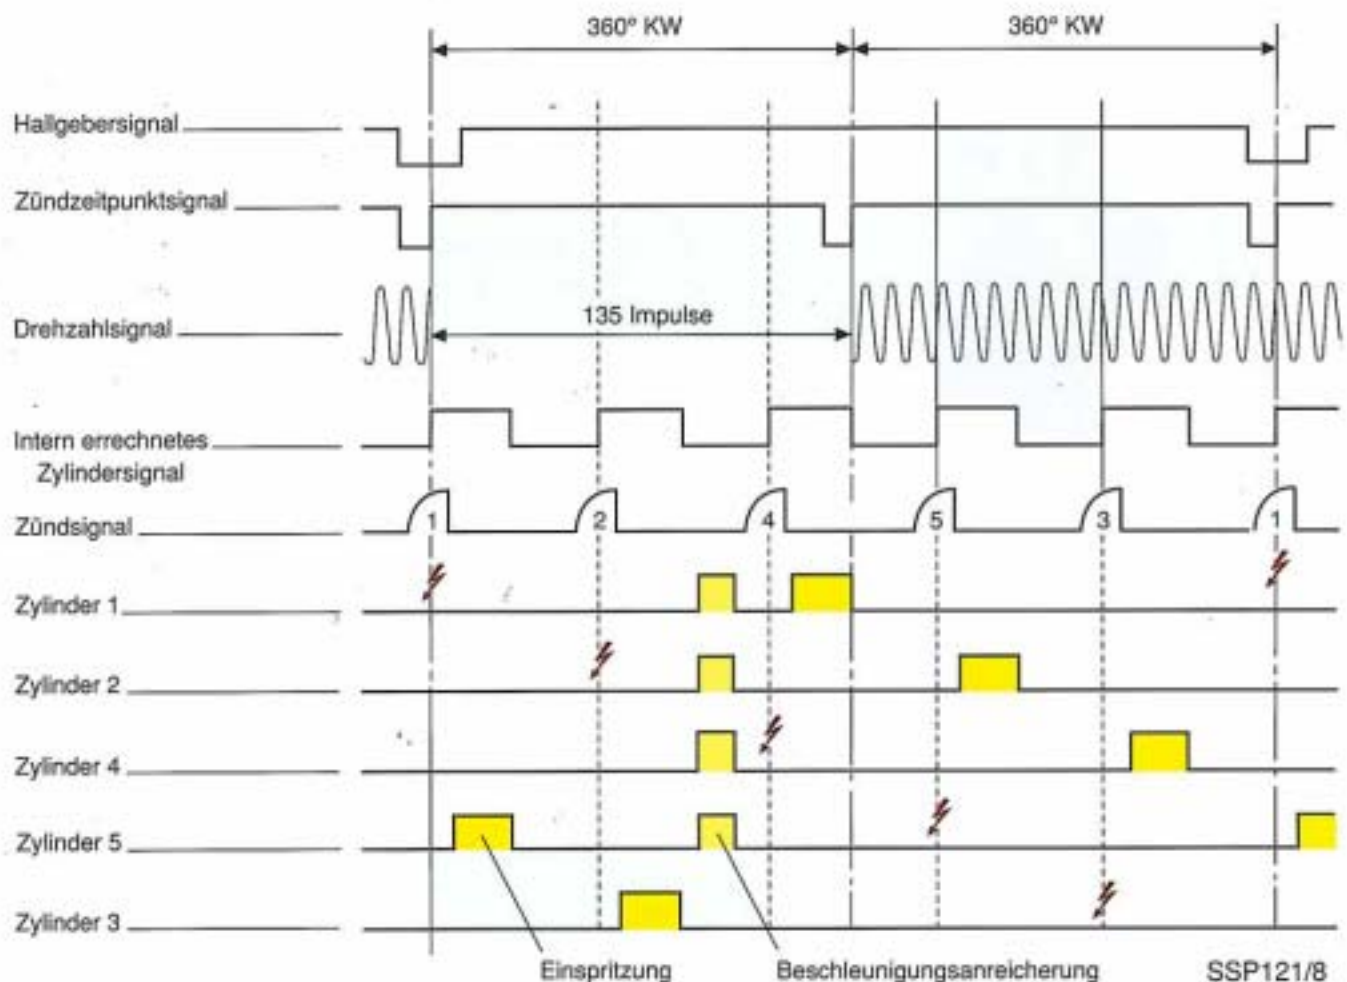 360° KW
360° KW
Hallgebersignal
Zündzeitpunktsignal
Drehzahlsignal
135 Impulse
Intern errechnetes
Zylindersignal
Zündsignal
1
2
4
5
3
1
Zylinder 1
Zylinder 2
Zylinder 4
Zylinder 5
Zylinder 3
Einspritzung
Beschleunigungsanreicherung
SSP121/8